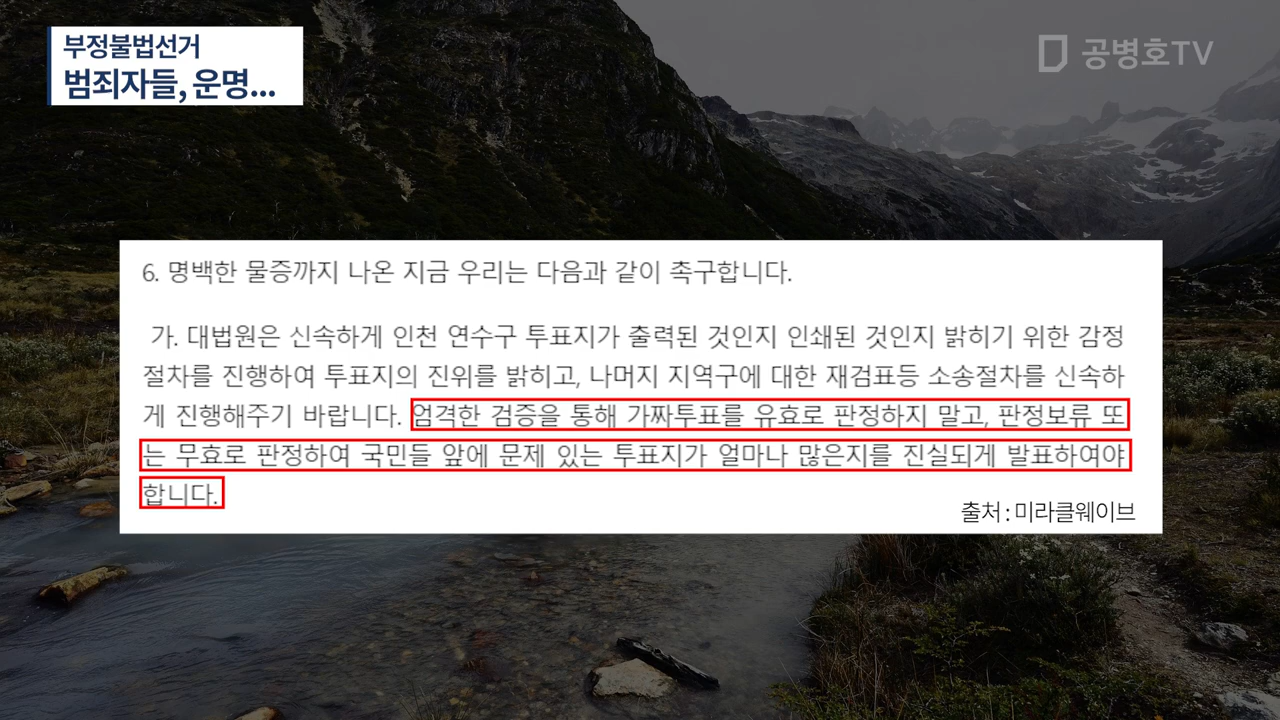 부정불법선거
범죄자들, 운명...
공병호TV
6. 명백한 물증까지 나온 지금 우리는 다음과 같이 촉구합니다.
가. 대법원은 신속하게 인천 연수구 투표지가 출력된 것인지 인쇄된 것인지 밝히기 위한 감정
절차를 진행하여 투표지의 진위를 밝히고, 나머지 지역구에 대한 재검표등 소송절차를 신속하
게 진행해주기 바랍니다. 엄격한 검증을 통해 가짜투표를 유효로 판정하지 말고, 판정보류 또
는 무효로 판정하여 국민들 앞에 문제 있는 투표지가 얼마나 많은지를 진실되게 발표하여야
합니다.
출처 : 미라클웨이브